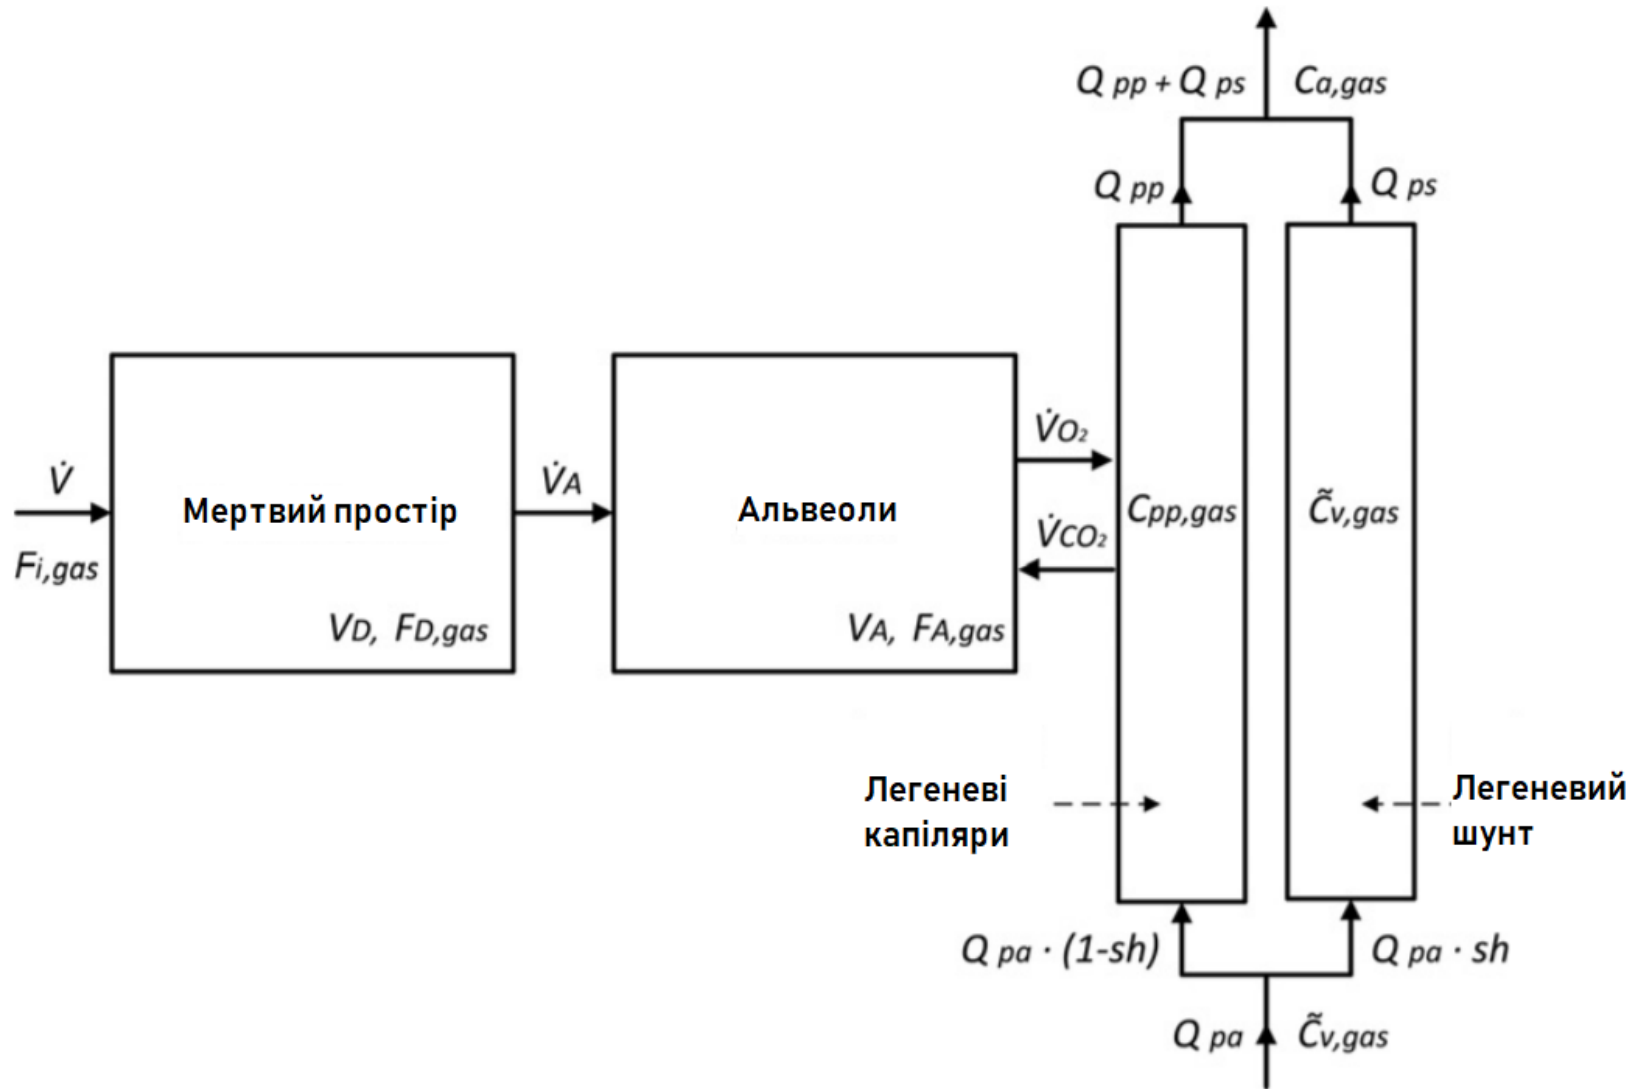 Q pp + Q ps
Ca,gas
Q pp
Q ps
V̇
Fi,gas
Мертвий простір
VD, FD,gas
V̇A
Альвеоли
VA, FA,gas
V̇O₂
V̇CO₂
Cpp,gas
C̃v,gas
Легеневі
капіляри
Легеневий
шунт
Q pa · (1-sh)
Q pa · sh
Q pa
C̃v,gas